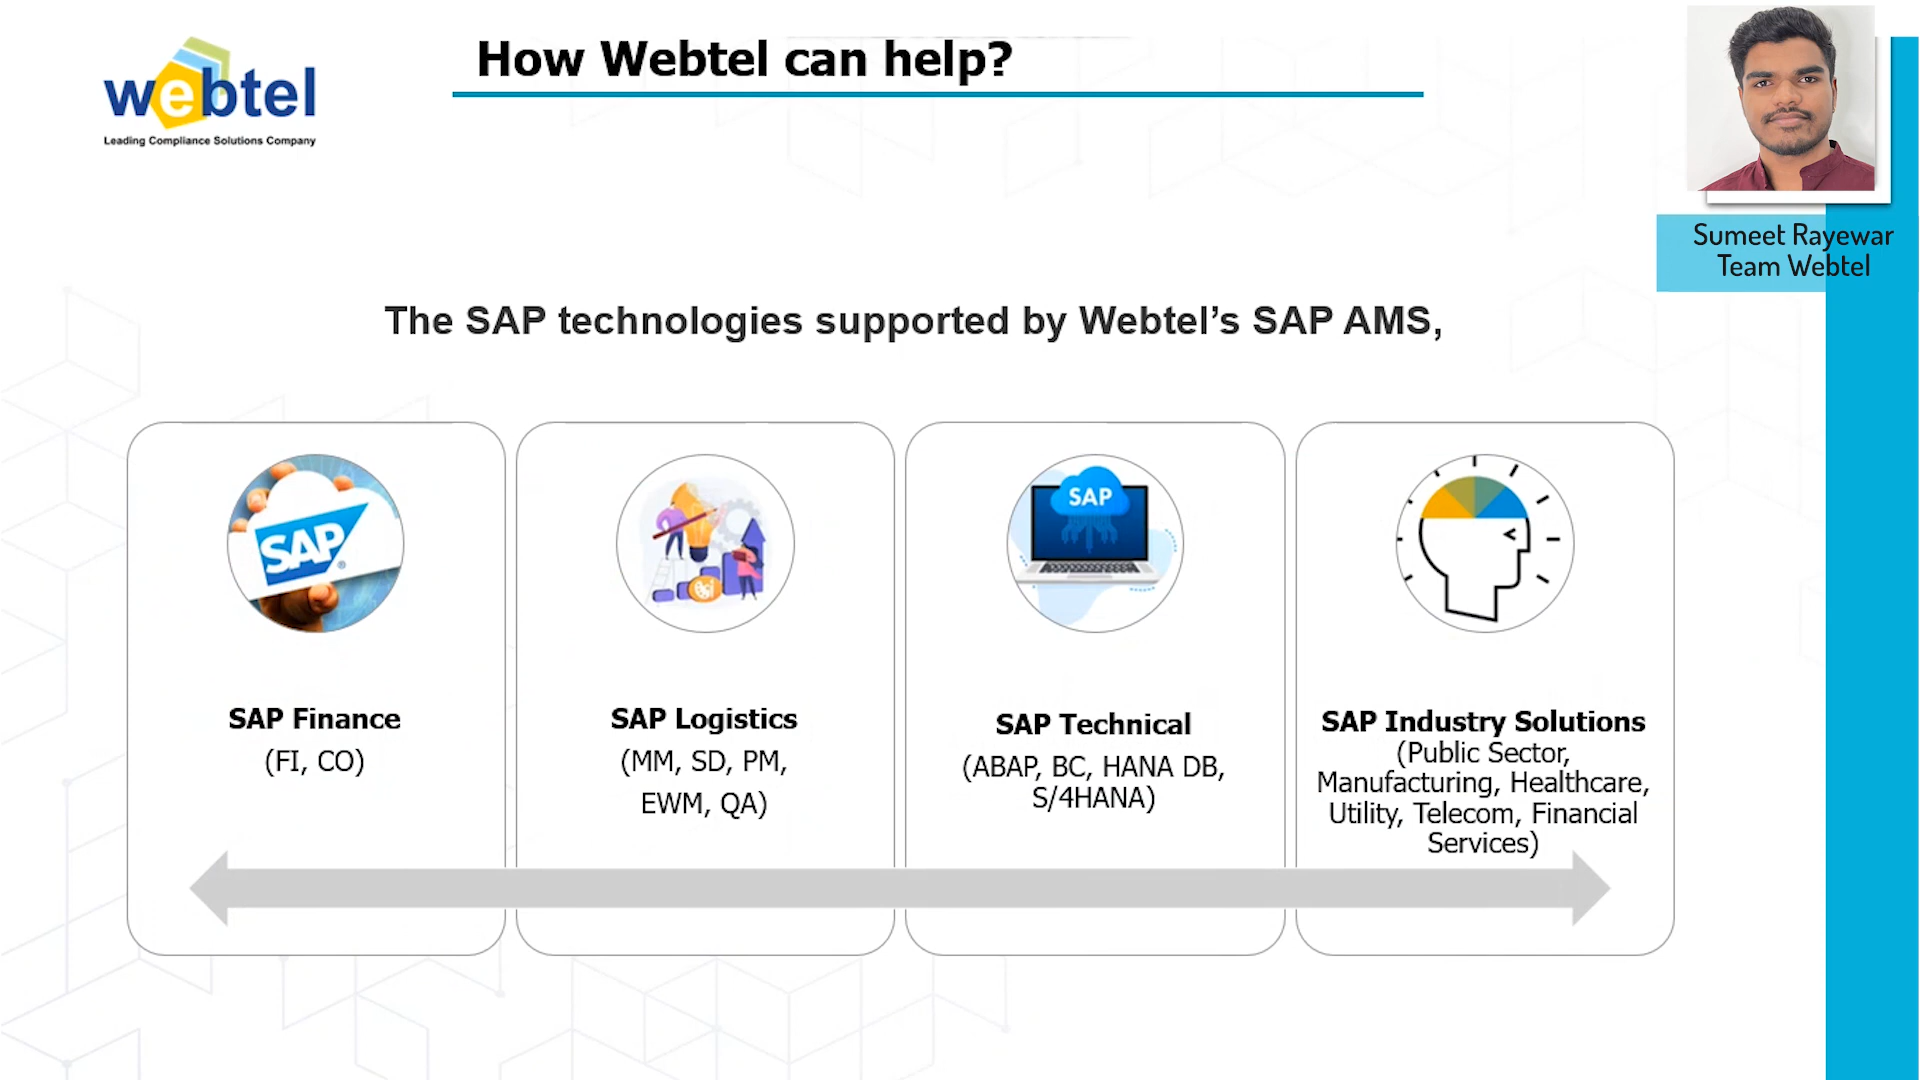 How Webtel can help?
webtel
Leading Compliance Solutions Company
Sumeet Rayewar
Team Webtel
The SAP technologies supported by Webtel’s SAP AMS,
SAP
®
SAP
SAP Finance
(FI, CO)
SAP Logistics
(MM, SD, PM,
EWM, QA)
SAP Technical
(ABAP, BC, HANA DB,
S/4HANA)
SAP Industry Solutions
(Public Sector,
Manufacturing, Healthcare,
Utility, Telecom, Financial
Services)